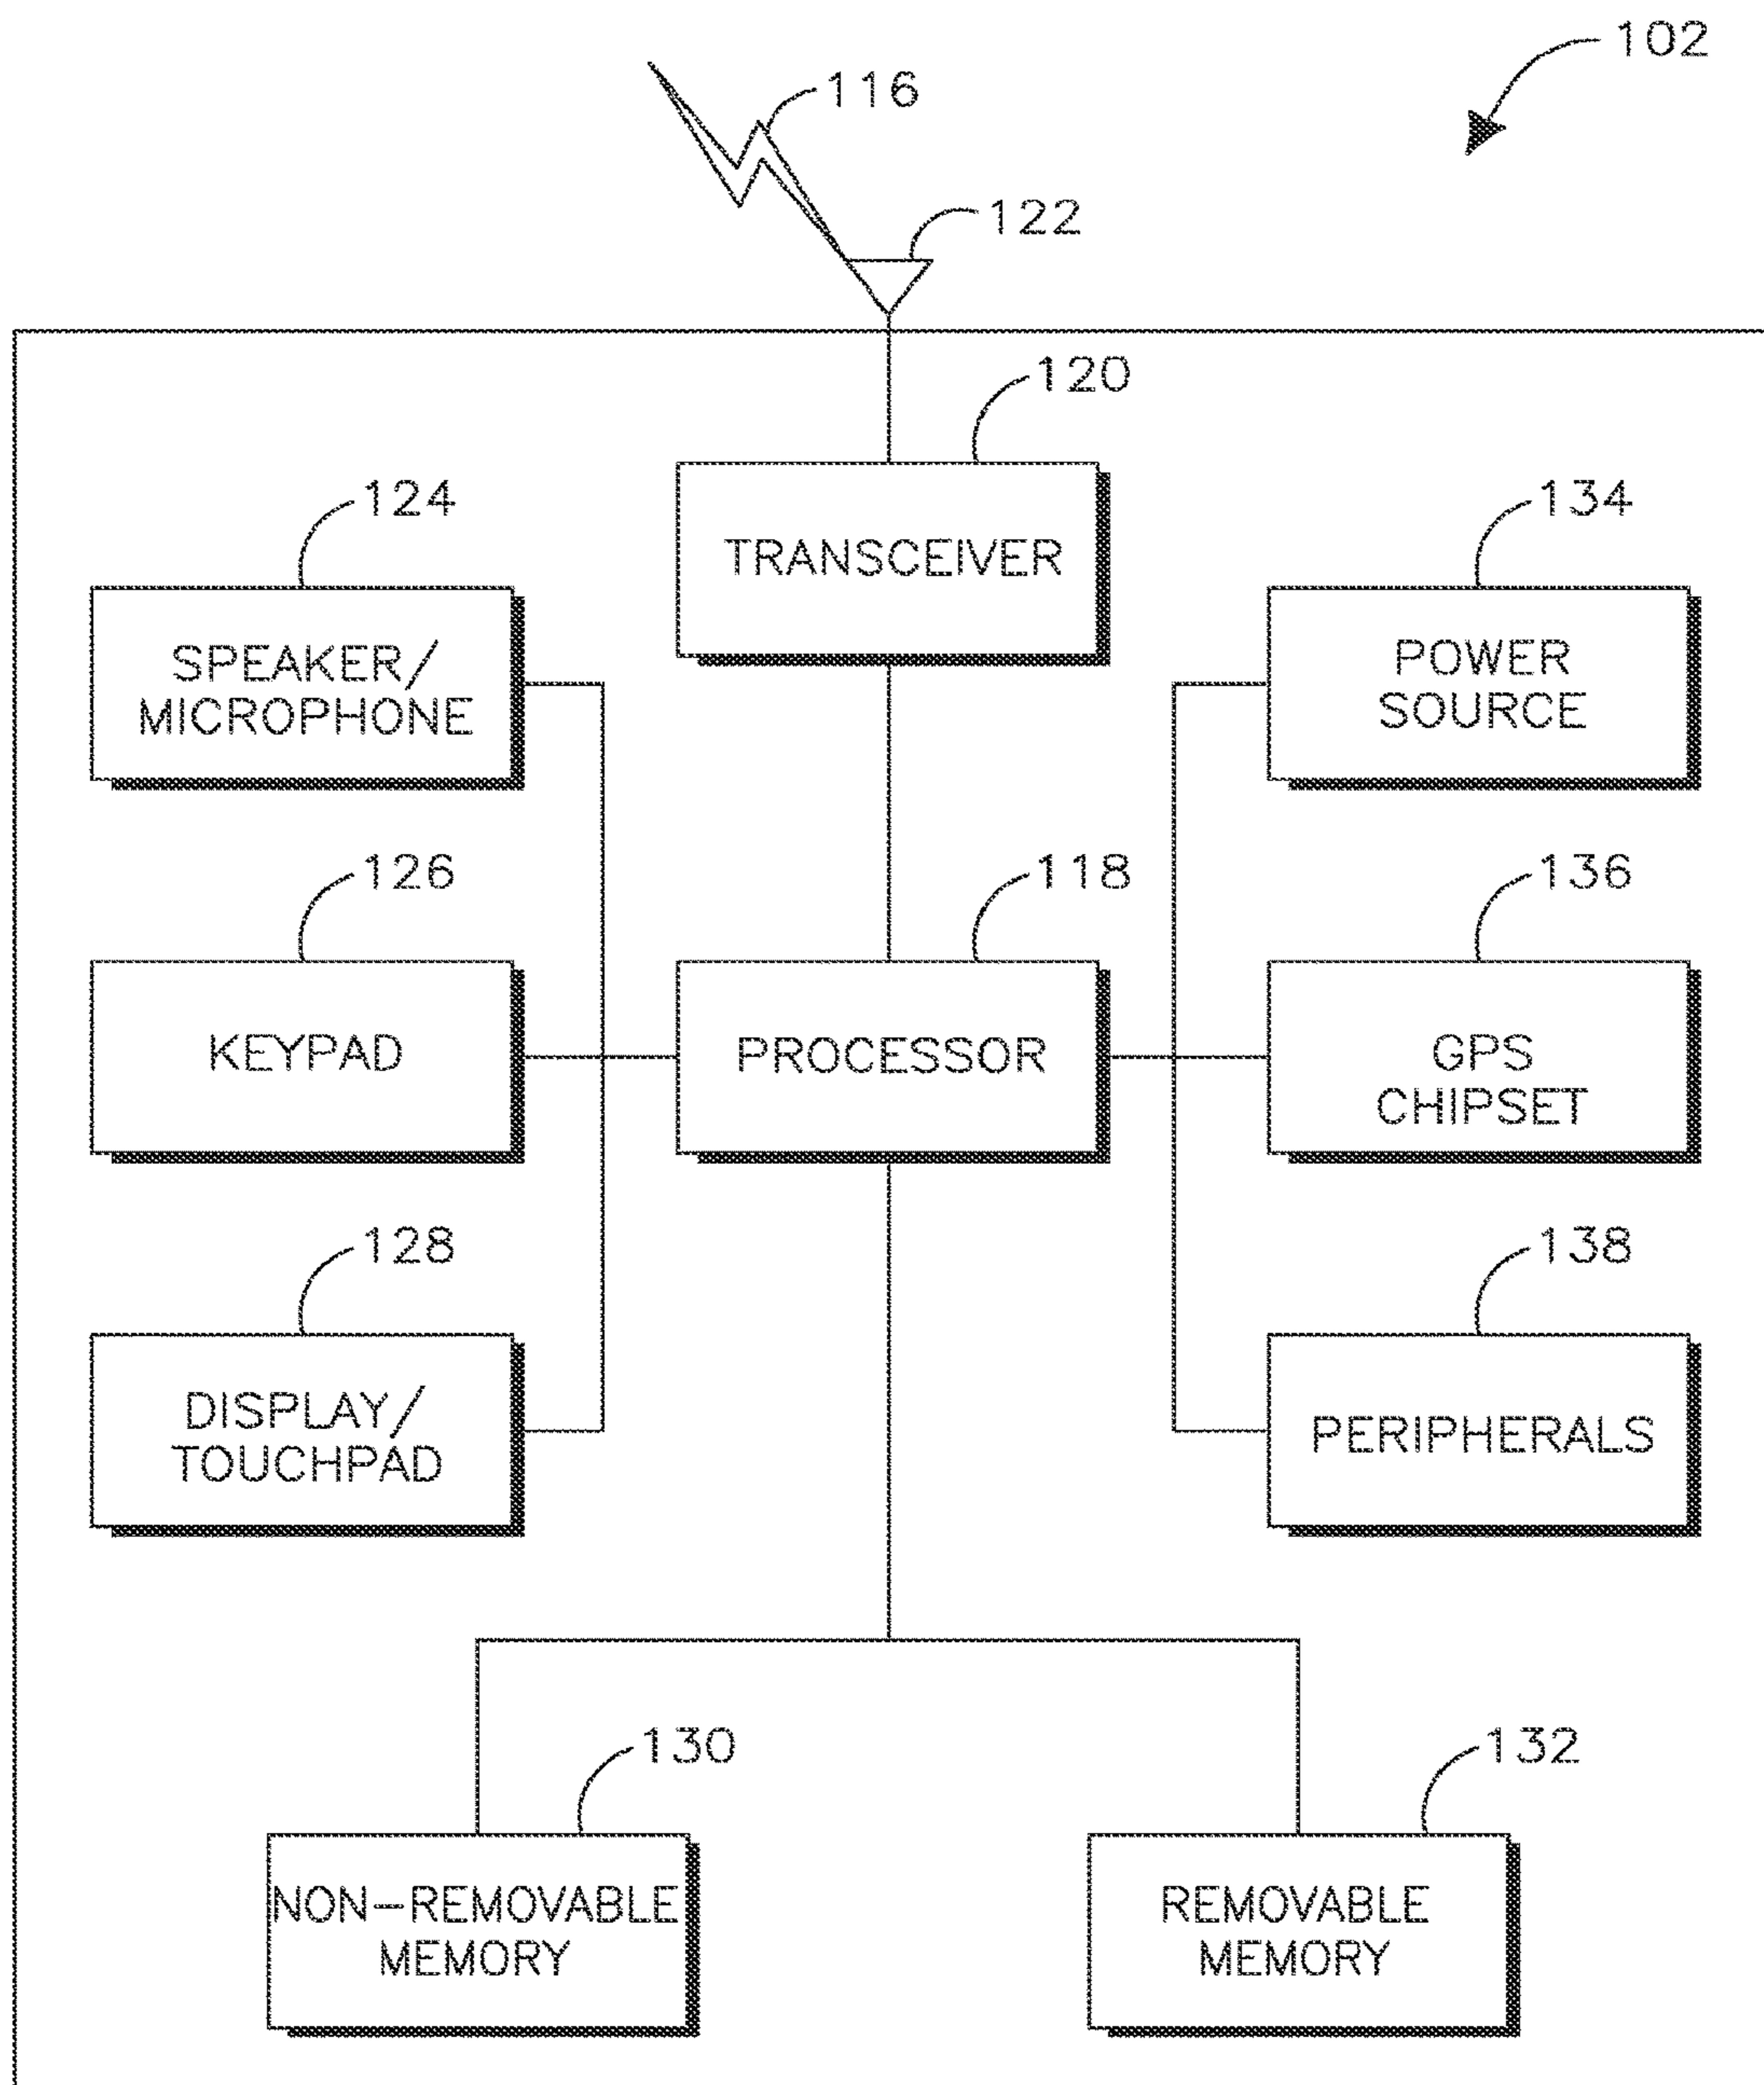 102
116
122
120
TRANSCEIVER
124
SPEAKER/
MICROPHONE
134
POWER
SOURCE
126
KEYPAD
118
PROCESSOR
136
GPS
CHIPSET
128
DISPLAY/
TOUCHPAD
138
PERIPHERALS
130
NON-REMOVABLE
MEMORY
132
REMOVABLE
MEMORY